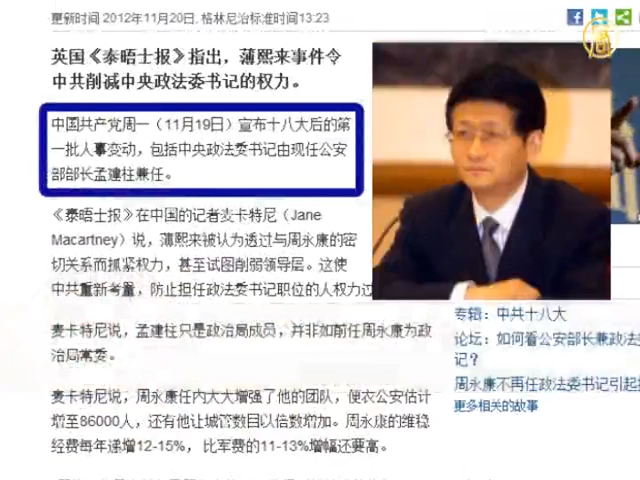 更新时间 2012年11月20日, 格林尼治标准时间13:23
英国《泰晤士报》指出，薄熙来事件令
中共削减中央政法委书记的权力。
中国共产党周一（11月19日）宣布十八大后的第
一批人事变动，包括中央政法委书记由现任公安
部部长孟建柱兼任。
《泰晤士报》在中国的记者麦卡特尼（Jane
Macartney）说，薄熙来被认为透过与周永康的密
切关系而抓紧权力，甚至试图削弱领导层。这使
中共重新考量，防止担任政法委书记职位的人权力过
麦卡特尼说，孟建柱只是政治局成员，并非如前任周永康为政
治局常委。
麦卡特尼说，周永康任内大大增强了他的团队，便衣公安估计
增至86000人，还有他让城管数目以倍数增加。周永康的维稳
经费每年递增12-15%，比军费的11-13%增幅还要高。
专辑：中共十八大
论坛：如何看公安部长兼政法
记？
周永康不再任政法委书记引起
更多相关的故事